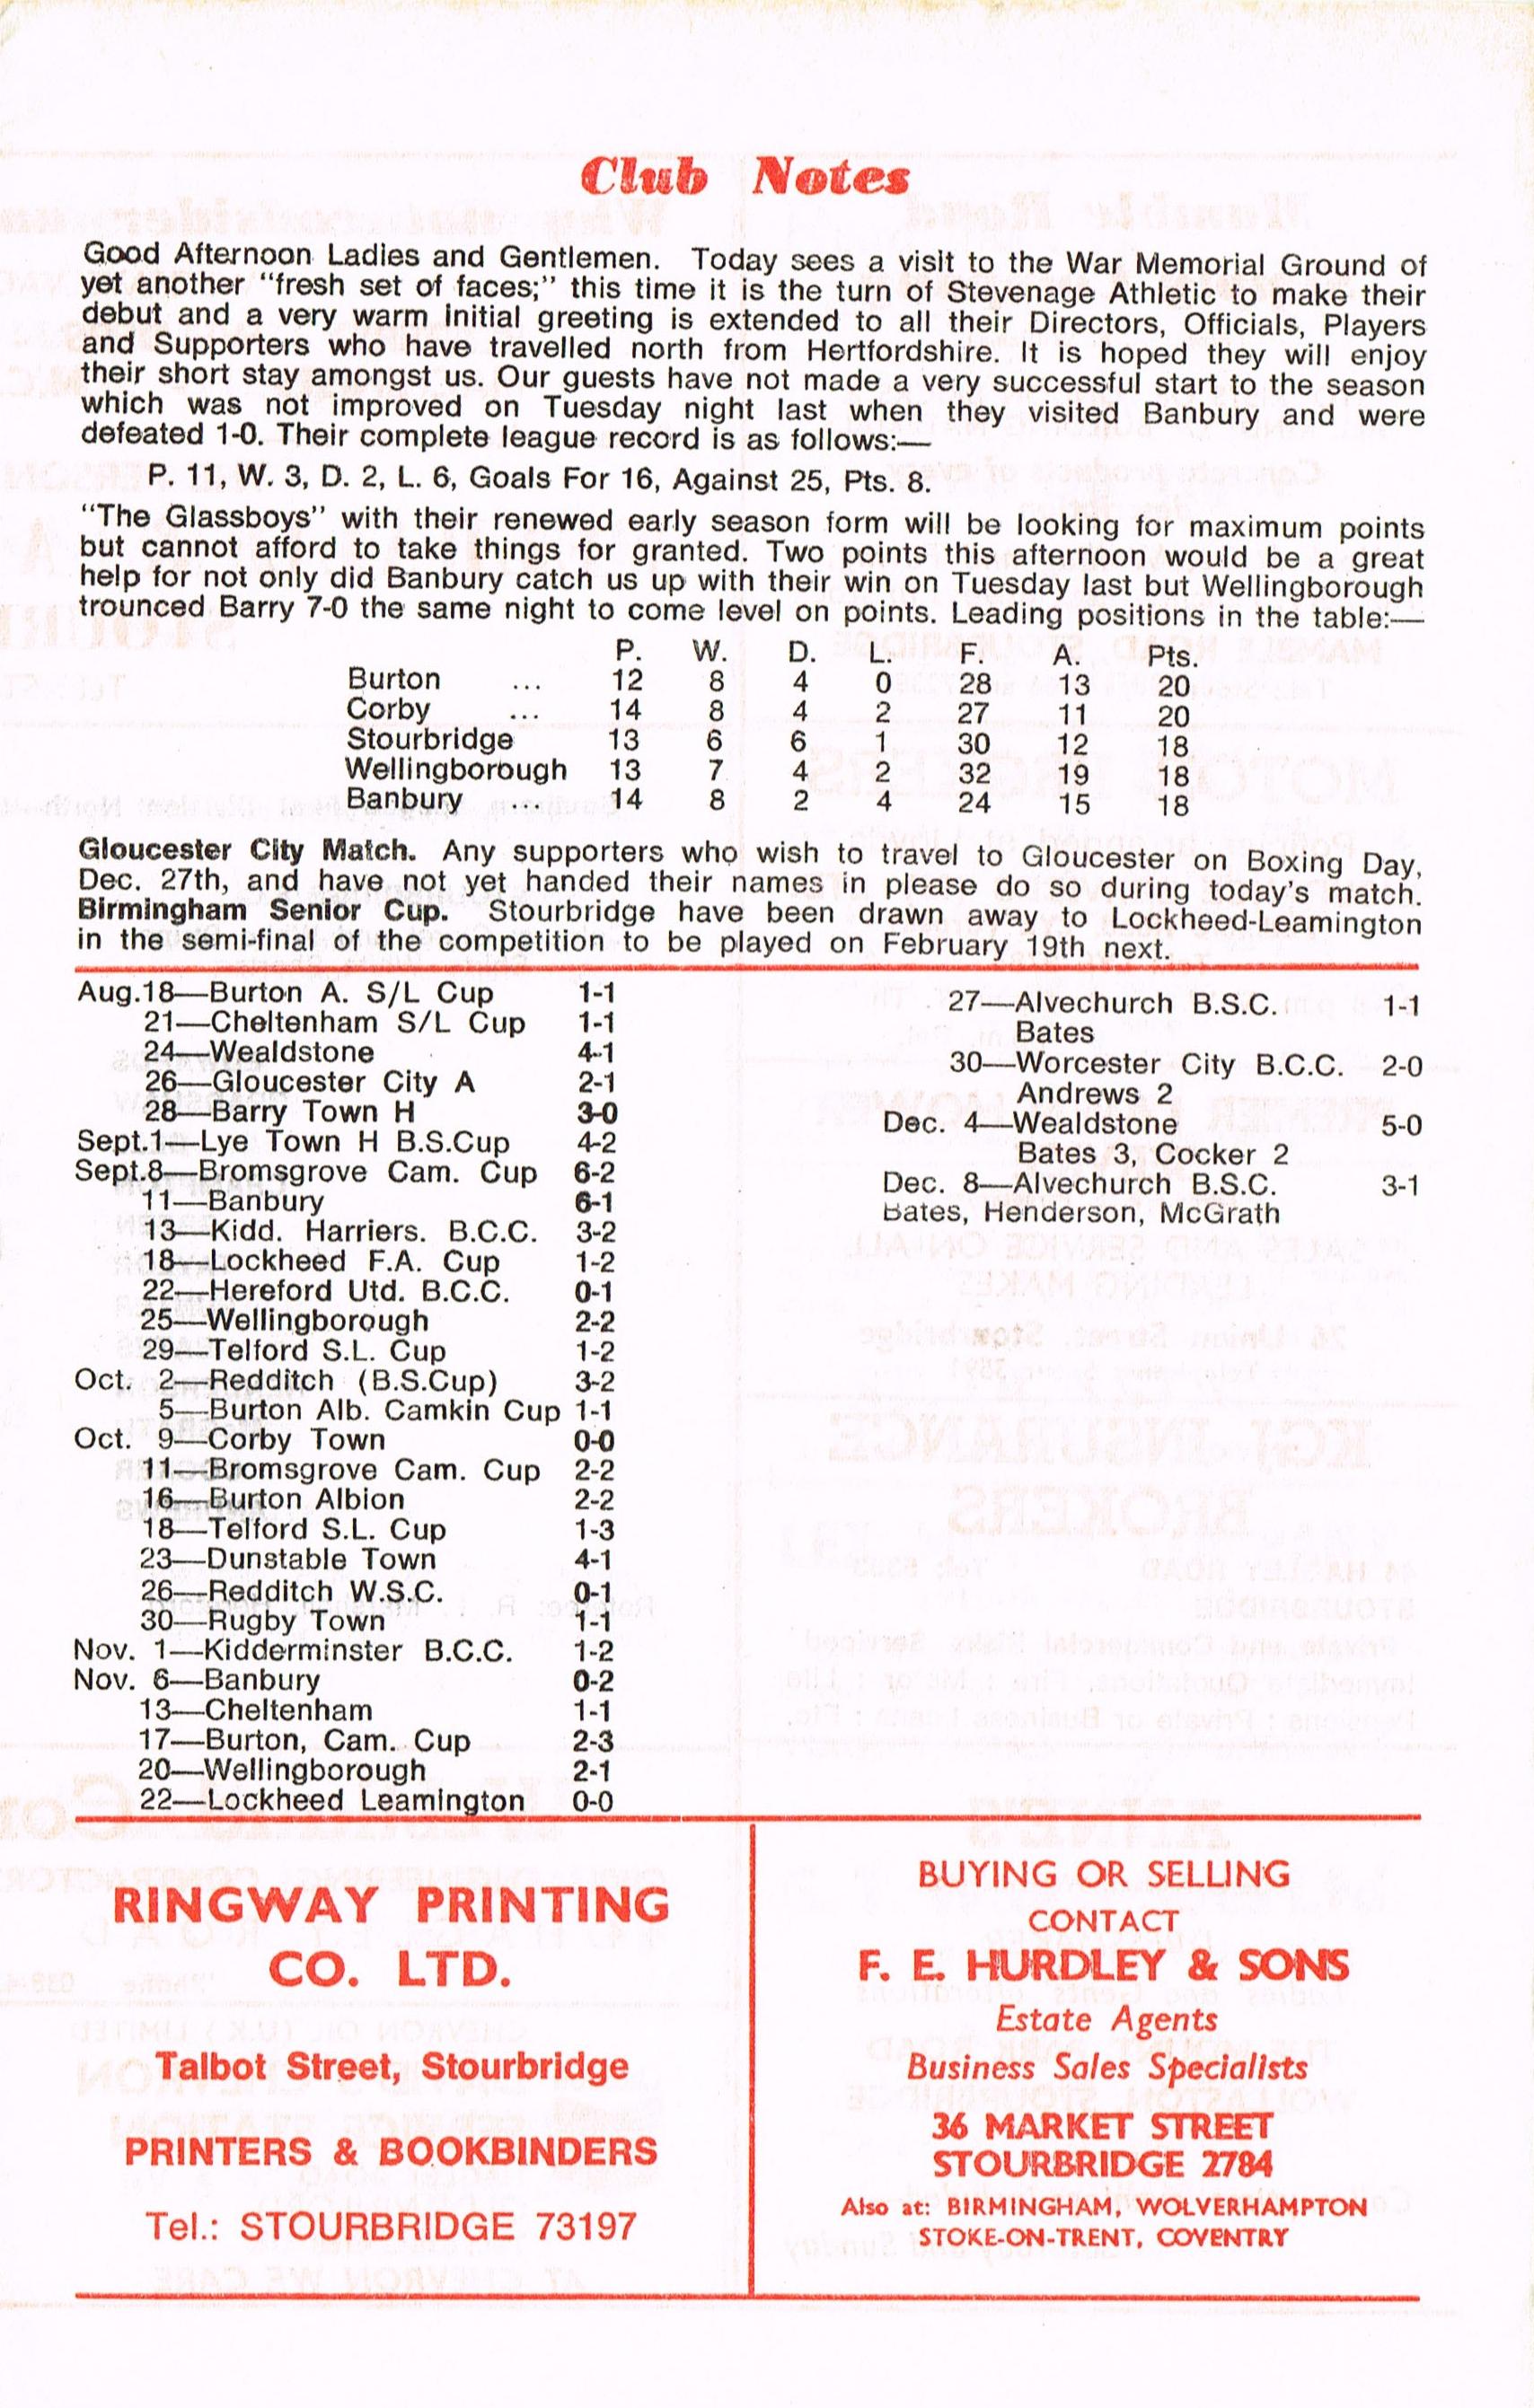 Club Notes
Good Afternoon Ladies and Gentlemen. Today sees a visit to the War Memorial Ground of
yet another "fresh set of faces;" this time it is the turn of Stevenage Athletic to make their
debut and a very warm initial greeting is extended to all their Directors, Officials, Players
and Supporters who have travelled north from Hertfordshire. It is hoped they will enjoy
their short stay amongst us. Our guests have not made a very successful start to the season
which was not improved on Tuesday night last when they visited Banbury and were
defeated 1-0. Their complete league record is as follows:—
P. 11, W. 3, D. 2, L. 6, Goals For 16, Against 25, Pts. 8.
"The Glassboys" with their renewed early season form will be looking for maximum points
but cannot afford to take things for granted. Two points this afternoon would be a great
help for not only did Banbury catch us up with their win on Tuesday last but Wellingborough
trounced Barry 7-0 the same night to come level on points. Leading positions in the table:—
P. W. D. L. F. A. Pts.
Burton ... 12 8 4 0 28 13 20
Corby ... 14 8 4 2 27 11 20
Stourbridge 13 6 6 1 30 12 18
Wellingborough 13 7 4 2 32 19 18
Banbury ... 14 8 2 4 24 15 18
Gloucester City Match. Any supporters who wish to travel to Gloucester on Boxing Day,
Dec. 27th, and have not yet handed their names in please do so during today's match.
Birmingham Senior Cup. Stourbridge have been drawn away to Lockheed-Leamington
in the semi-final of the competition to be played on February 19th next.
Aug.18—Burton A. S/L Cup 1-1
21—Cheltenham S/L Cup 1-1
24—Wealdstone 4-1
26—Gloucester City A 2-1
28—Barry Town H 3-0
Sept.1—Lye Town H B.S.Cup 4-2
Sept.8—Bromsgrove Cam. Cup 6-2
11—Banbury 6-1
13—Kidd. Harriers. B.C.C. 3-2
18—Lockheed F.A. Cup 1-2
22—Hereford Utd. B.C.C. 0-1
25—Wellingborough 2-2
29—Telford S.L. Cup 1-2
Oct. 2—Redditch (B.S.Cup) 3-2
5—Burton Alb. Camkin Cup 1-1
Oct. 9—Corby Town 0-0
11—Bromsgrove Cam. Cup 2-2
16—Burton Albion 2-2
18—Telford S.L. Cup 1-3
23—Dunstable Town 4-1
26—Redditch W.S.C. 0-1
30—Rugby Town 1-1
Nov. 1—Kidderminster B.C.C. 1-2
Nov. 6—Banbury 0-2
13—Cheltenham 1-1
17—Burton, Cam. Cup 2-3
20—Wellingborough 2-1
22—Lockheed Leamington 0-0
27—Alvechurch B.S.C. 1-1
Bates
30—Worcester City B.C.C. 2-0
Andrews 2
Dec. 4—Wealdstone 5-0
Bates 3, Cocker 2
Dec. 8—Alvechurch B.S.C. 3-1
Bates, Henderson, McGrath
RINGWAY PRINTING
CO. LTD.
Talbot Street, Stourbridge
PRINTERS & BOOKBINDERS
Tel.: STOURBRIDGE 73197
BUYING OR SELLING
CONTACT
F. E. HURDLEY & SONS
Estate Agents
Business Sales Specialists
36 MARKET STREET
STOURBRIDGE 2784
Also at: BIRMINGHAM, WOLVERHAMPTON
STOKE-ON-TRENT, COVENTRY